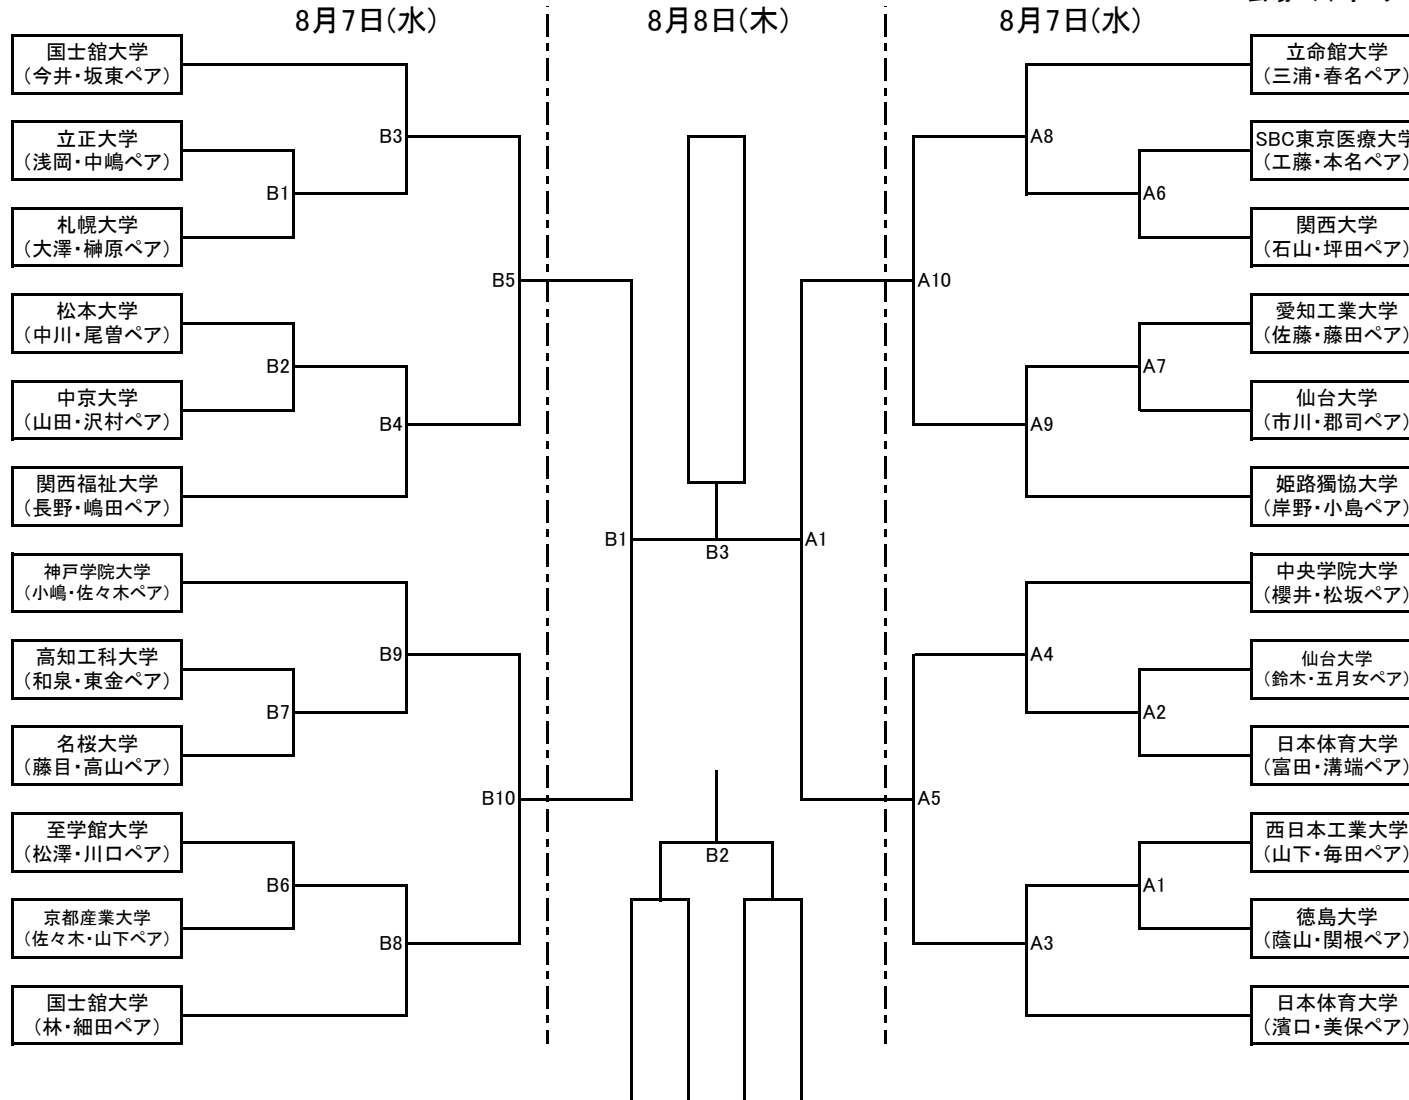 8月7日(水)
8月8日(木)
8月7日(水)
国士舘大学
(今井・坂東ペア)
立正大学
(浅岡・中嶋ペア)
札幌大学
(大澤・榊原ペア)
松本大学
(中川・尾曽ペア)
中京大学
(山田・沢村ペア)
関西福祉大学
(長野・嶋田ペア)
神戸学院大学
(小嶋・佐々木ペア)
高知工科大学
(和泉・東金ペア)
名桜大学
(藤目・高山ペア)
至学館大学
(松澤・川口ペア)
京都産業大学
(佐々木・山下ペア)
国士舘大学
(林・細田ペア)
B3
B1
B5
B2
B4
B9
B7
B10
B6
B8
B1
B3
A1
B2
A8
A6
A10
A7
A9
A4
A2
A5
A1
A3
立命館大学
(三浦・春名ペア)
SBC東京医療大学
(工藤・本名ペア)
関西大学
(石山・坪田ペア)
愛知工業大学
(佐藤・藤田ペア)
仙台大学
(市川・郡司ペア)
姫路獨協大学
(岸野・小島ペア)
中央学院大学
(櫻井・松坂ペア)
仙台大学
(鈴木・五月女ペア)
日本体育大学
(富田・溝端ペア)
西日本工業大学
(山下・毎田ペア)
徳島大学
(蔭山・関根ペア)
日本体育大学
(濱口・美保ペア)